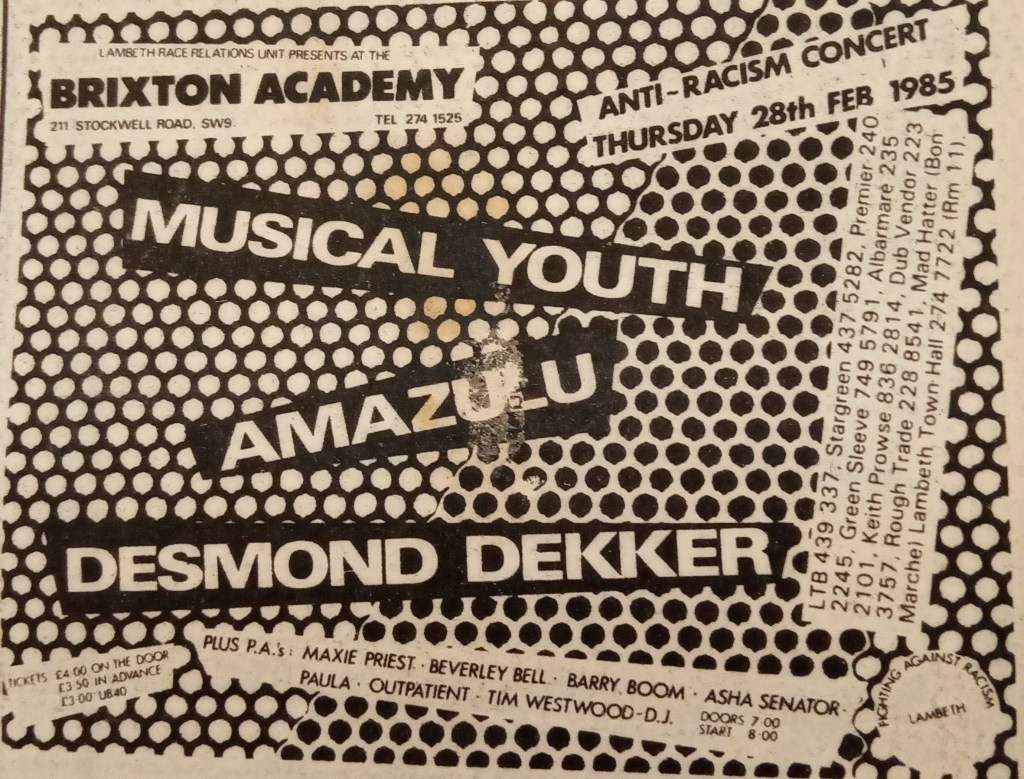 LAMBETH RACE RELATIONS UNIT PRESENTS AT THE
BRIXTON ACADEMY
211 STOCKWELL ROAD, SW9. TEL 274 1525
ANTI-RACISM CONCERT
THURSDAY 28th FEB 1985
MUSICAL YOUTH
AMAZULU
DESMOND DEKKER
LTB 439 337. Stargreen 437 5282, Premier 240
2245, Green Sleeve 749 5791, Albarmare 235
2101, Keith Prowse 836 2814, Dub Vendor 223
3757, Rough Trade 228 8541, Mad Hatter (Bon
Marche) Lambeth Town Hall 274 7722 (Rm 11).
TICKETS £4.00 ON THE DOOR
£3.50 IN ADVANCE
£3.00 UB40
PLUS P.A.'s: MAXIE PRIEST · BEVERLEY BELL · BARRY BOOM · ASHA SENATOR ·
PAULA · OUTPATIENT · TIM WESTWOOD-D.J.
DOORS 7 00
START 8·00
FIGHTING AGAINST RACISM
LAMBETH